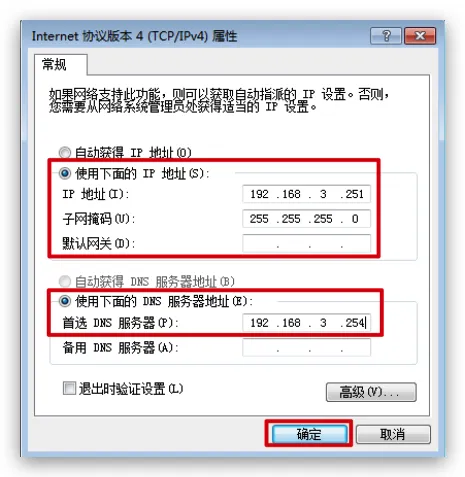 Internet 协议版本 4 (TCP/IPv4) 属性
常规
如果网络支持此功能，则可以获取自动指派的 IP 设置。否则，
您需要从网络系统管理员处获得适当的 IP 设置。
自动获得 IP 地址(O)
使用下面的 IP 地址(S):
IP 地址(I): 192 .168 . 3 .251
子网掩码(U): 255 .255 .255 . 0
默认网关(D): . . .
自动获得 DNS 服务器地址(B)
使用下面的 DNS 服务器地址(E):
首选 DNS 服务器(P): 192 .168 . 3 .254
备用 DNS 服务器(A): . . .
退出时验证设置(L)
高级(V)...
确定 取消